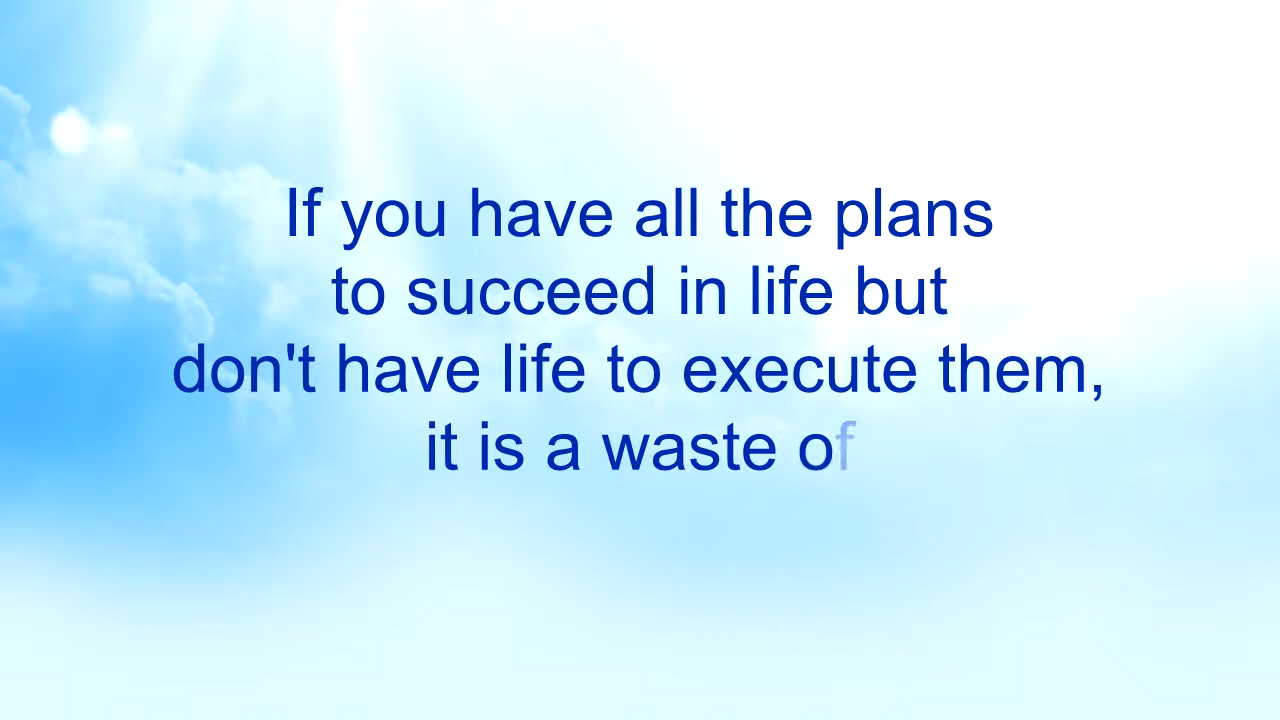 If you have all the plans
to succeed in life but
don't have life to execute them,
it is a waste of